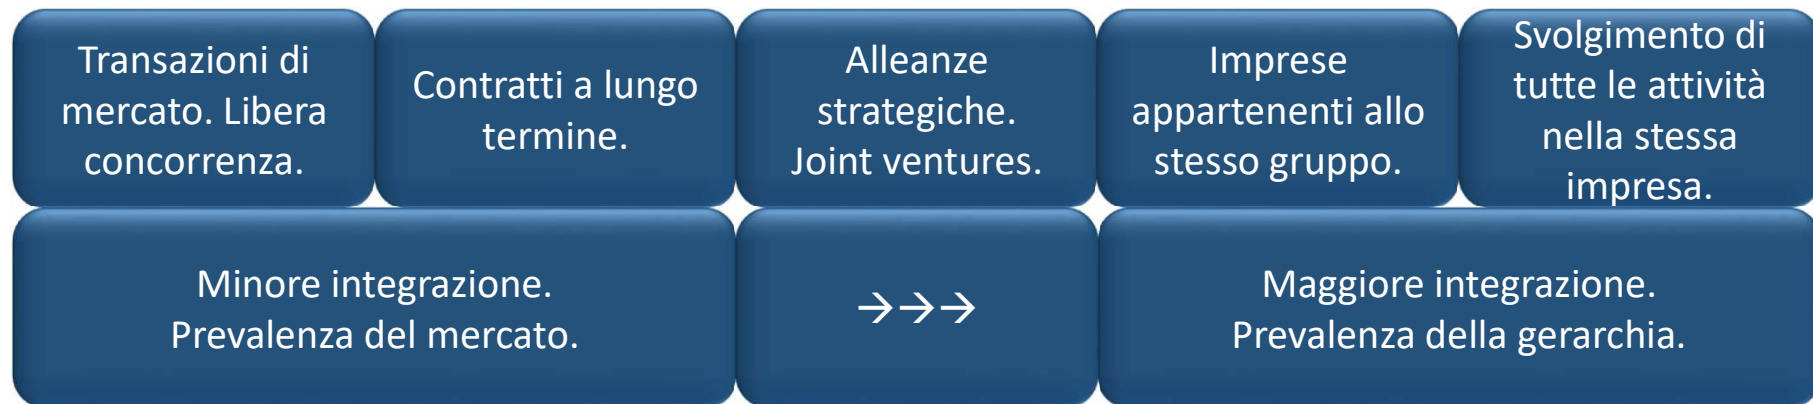 Transazioni di
mercato. Libera
concorrenza.
Contratti a lungo
termine.
Alleanze
strategiche.
Joint ventures.
Imprese
appartenenti allo
stesso gruppo.
Svolgimento di
tutte le attività
nella stessa
impresa.
Minore integrazione.
Prevalenza del mercato.
→→→
Maggiore integrazione.
Prevalenza della gerarchia.